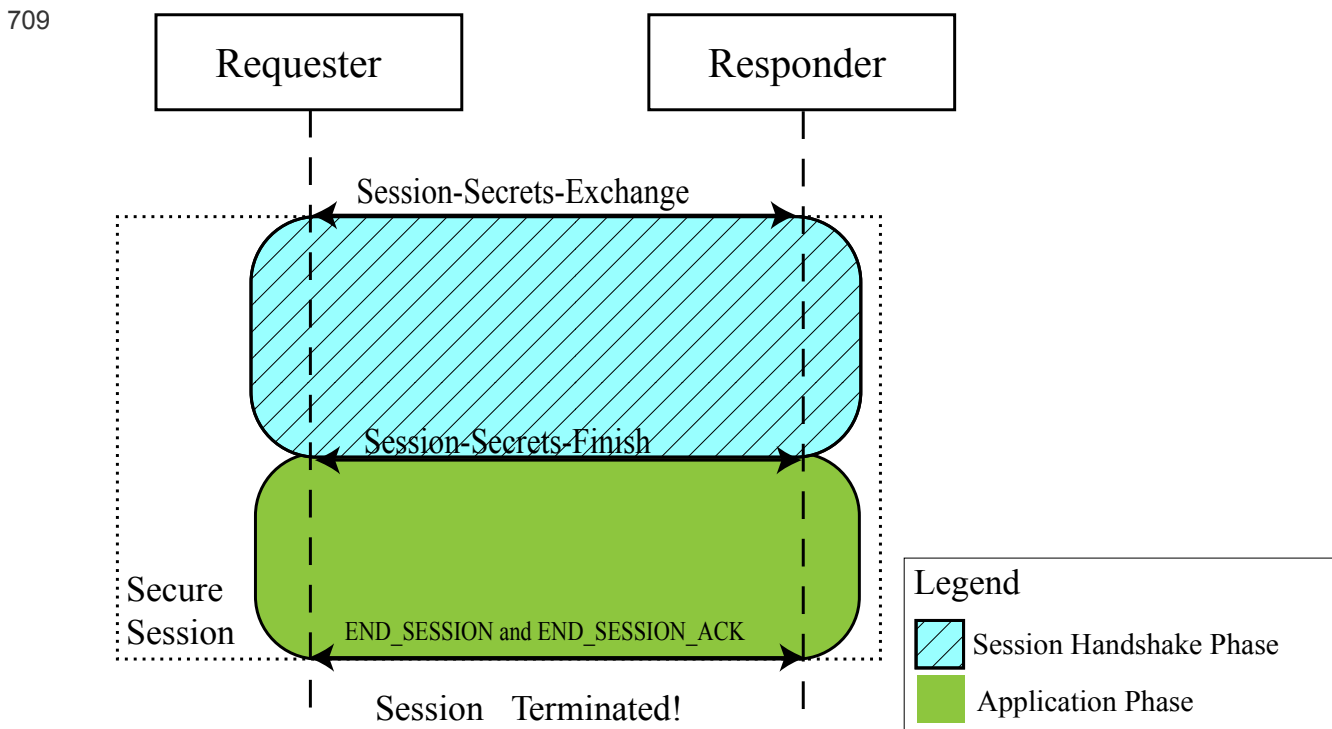 709
Requester
Responder
Session-Secrets-Exchange
Session-Secrets-Finish
Secure
Session
END_SESSION and END_SESSION_ACK
Session Terminated!
Legend
Session Handshake Phase
Application Phase